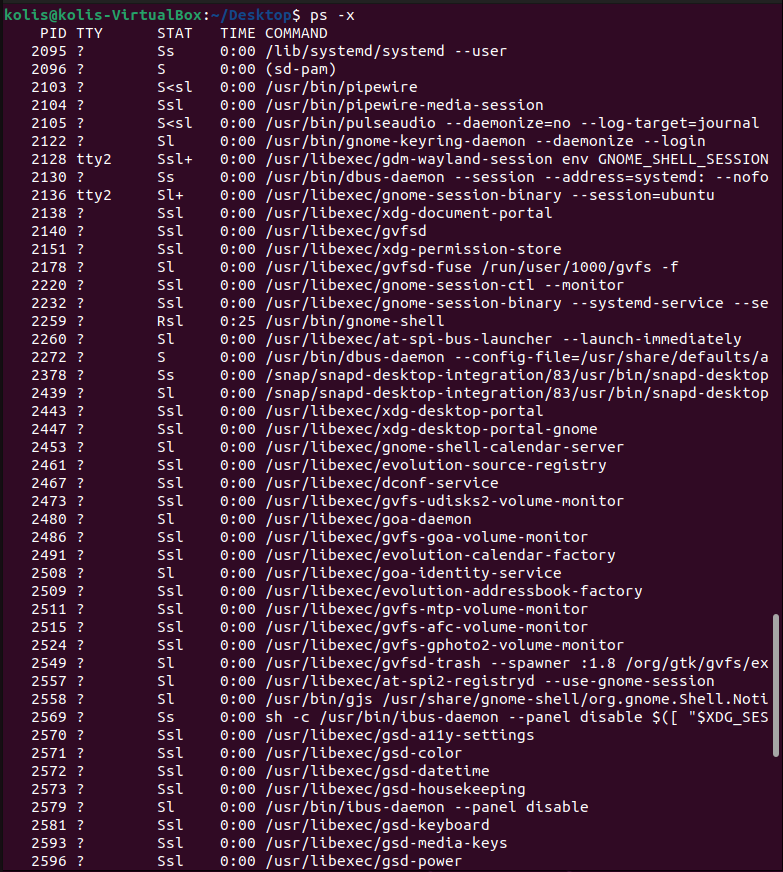 kolis@kolis-VirtualBox:~/Desktop$ ps -x
    PID TTY      STAT   TIME COMMAND
   2095 ?        Ss     0:00 /lib/systemd/systemd --user
   2096 ?        S      0:00 (sd-pam)
   2103 ?        S<sl   0:00 /usr/bin/pipewire
   2104 ?        Ssl    0:00 /usr/bin/pipewire-media-session
   2105 ?        S<sl   0:00 /usr/bin/pulseaudio --daemonize=no --log-target=journal
   2122 ?        Sl     0:00 /usr/bin/gnome-keyring-daemon --daemonize --login
   2128 tty2     Ssl+   0:00 /usr/libexec/gdm-wayland-session env GNOME_SHELL_SESSION
   2130 ?        Ss     0:00 /usr/bin/dbus-daemon --session --address=systemd: --nofo
   2136 tty2     Sl+    0:00 /usr/libexec/gnome-session-binary --session=ubuntu
   2138 ?        Ssl    0:00 /usr/libexec/xdg-document-portal
   2140 ?        Ssl    0:00 /usr/libexec/gvfsd
   2151 ?        Ssl    0:00 /usr/libexec/xdg-permission-store
   2178 ?        Sl     0:00 /usr/libexec/gvfsd-fuse /run/user/1000/gvfs -f
   2220 ?        Ssl    0:00 /usr/libexec/gnome-session-ctl --monitor
   2232 ?        Ssl    0:00 /usr/libexec/gnome-session-binary --systemd-service --se
   2259 ?        Rsl    0:25 /usr/bin/gnome-shell
   2260 ?        Sl     0:00 /usr/libexec/at-spi-bus-launcher --launch-immediately
   2272 ?        S      0:00 /usr/bin/dbus-daemon --config-file=/usr/share/defaults/a
   2378 ?        Ss     0:00 /snap/snapd-desktop-integration/83/usr/bin/snapd-desktop
   2439 ?        Sl     0:00 /snap/snapd-desktop-integration/83/usr/bin/snapd-desktop
   2443 ?        Ssl    0:00 /usr/libexec/xdg-desktop-portal
   2447 ?        Ssl    0:00 /usr/libexec/xdg-desktop-portal-gnome
   2453 ?        Sl     0:00 /usr/libexec/gnome-shell-calendar-server
   2461 ?        Ssl    0:00 /usr/libexec/evolution-source-registry
   2467 ?        Ssl    0:00 /usr/libexec/dconf-service
   2473 ?        Ssl    0:00 /usr/libexec/gvfs-udisks2-volume-monitor
   2480 ?        Sl     0:00 /usr/libexec/goa-daemon
   2486 ?        Ssl    0:00 /usr/libexec/gvfs-goa-volume-monitor
   2491 ?        Ssl    0:00 /usr/libexec/evolution-calendar-factory
   2508 ?        Sl     0:00 /usr/libexec/goa-identity-service
   2509 ?        Ssl    0:00 /usr/libexec/evolution-addressbook-factory
   2511 ?        Ssl    0:00 /usr/libexec/gvfs-mtp-volume-monitor
   2515 ?        Ssl    0:00 /usr/libexec/gvfs-afc-volume-monitor
   2524 ?        Ssl    0:00 /usr/libexec/gvfs-gphoto2-volume-monitor
   2549 ?        Sl     0:00 /usr/libexec/gvfsd-trash --spawner :1.8 /org/gtk/gvfs/ex
   2557 ?        Sl     0:00 /usr/libexec/at-spi2-registryd --use-gnome-session
   2558 ?        Sl     0:00 /usr/bin/gjs /usr/share/gnome-shell/org.gnome.Shell.Noti
   2569 ?        Ss     0:00 sh -c /usr/bin/ibus-daemon --panel disable $([ "$XDG_SES
   2570 ?        Ssl    0:00 /usr/libexec/gsd-a11y-settings
   2571 ?        Ssl    0:00 /usr/libexec/gsd-color
   2572 ?        Ssl    0:00 /usr/libexec/gsd-datetime
   2573 ?        Ssl    0:00 /usr/libexec/gsd-housekeeping
   2579 ?        Sl     0:00 /usr/bin/ibus-daemon --panel disable
   2581 ?        Ssl    0:00 /usr/libexec/gsd-keyboard
   2593 ?        Ssl    0:00 /usr/libexec/gsd-media-keys
   2596 ?        Ssl    0:00 /usr/libexec/gsd-power